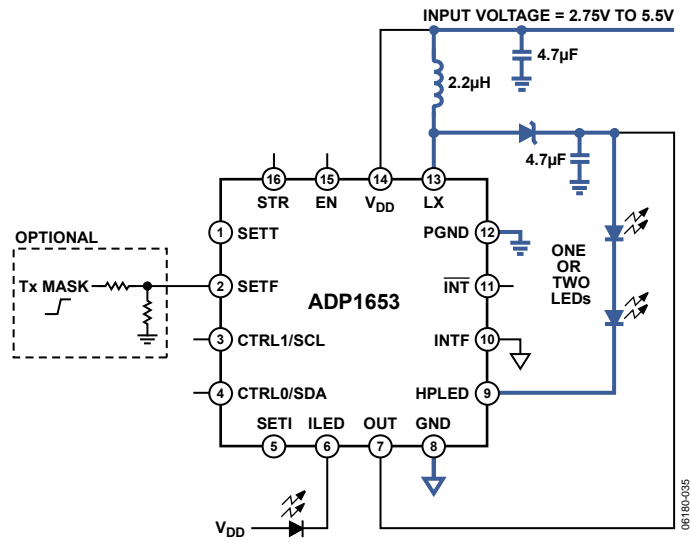 INPUT VOLTAGE = 2.75V TO 5.5V
4.7µF
2.2µH
4.7µF
16
15
14
13
STR
EN
VDD
LX
1
SETT
PGND
12
OPTIONAL
Tx MASK
2
SETF
ADP1653
INT
11
ONE
OR
TWO
LEDs
3
CTRL1/SCL
INTF
10
4
CTRL0/SDA
HPLED
9
SETI
ILED
OUT
GND
5
6
7
8
VDD
06180-035